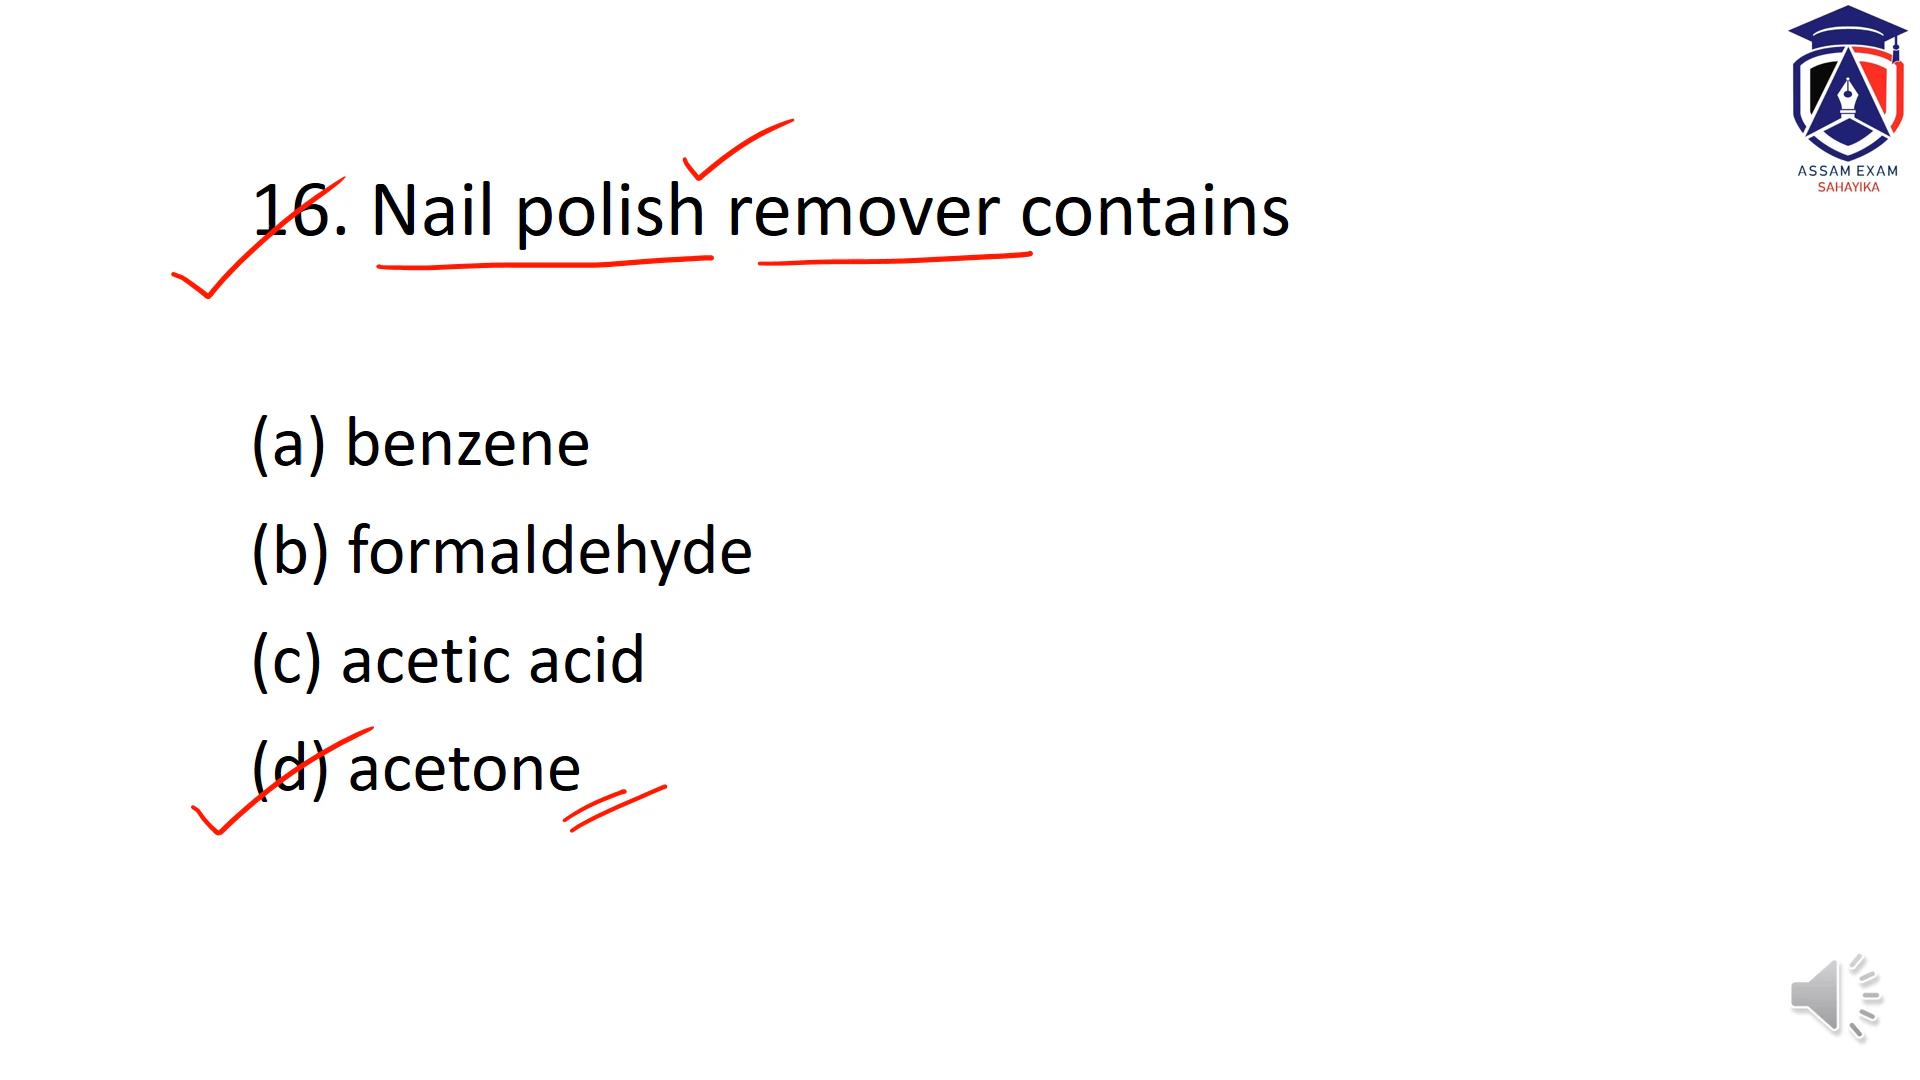 ASSAM EXAM
SAHAYIKA
16. Nail polish remover contains
(a) benzene
(b) formaldehyde
(c) acetic acid
(d) acetone